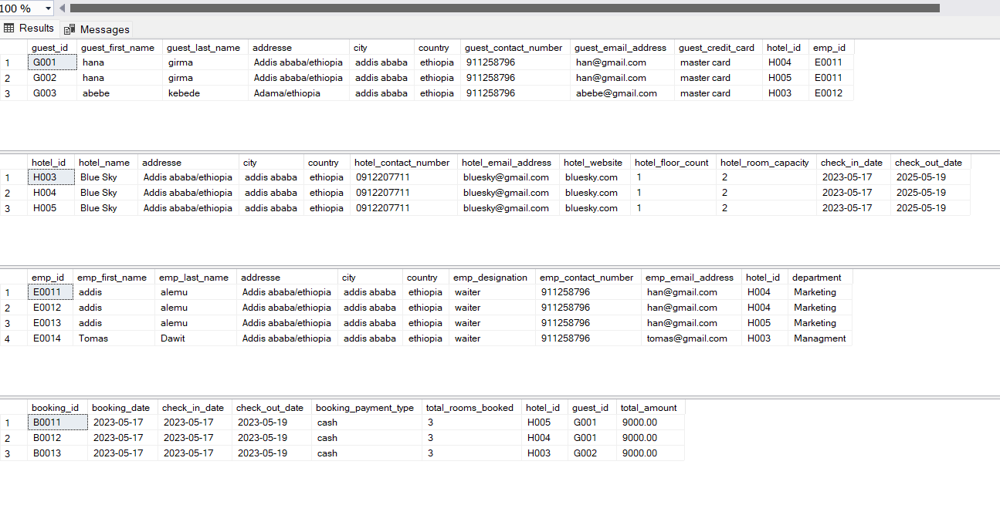 100 %
Results Messages
guest_id guest_first_name guest_last_name addresse city country guest_contact_number guest_email_address guest_credit_card hotel_id emp_id
1 G001 hana girma Addis ababa/ethiopia addis ababa ethiopia 911258796 han@gmail.com master card H004 E0011
2 G002 hana girma Addis ababa/ethiopia addis ababa ethiopia 911258796 han@gmail.com master card H005 E0011
3 G003 abebe kebede Adama/ethiopia addis ababa ethiopia 911258796 abebe@gmail.com master card H003 E0012
hotel_id hotel_name addresse city country hotel_contact_number hotel_email_address hotel_website hotel_floor_count hotel_room_capacity check_in_date check_out_date
1 H003 Blue Sky Addis ababa/ethiopia addis ababa ethiopia 0912207711 bluesky@gmail.com bluesky.com 1 2 2023-05-17 2025-05-19
2 H004 Blue Sky Addis ababa/ethiopia addis ababa ethiopia 0912207711 bluesky@gmail.com bluesky.com 1 2 2023-05-17 2025-05-19
3 H005 Blue Sky Addis ababa/ethiopia addis ababa ethiopia 0912207711 bluesky@gmail.com bluesky.com 1 2 2023-05-17 2025-05-19
emp_id emp_first_name emp_last_name addresse city country emp_designation emp_contact_number emp_email_address hotel_id department
1 E0011 addis alemu Addis ababa/ethiopia addis ababa ethiopia waiter 911258796 han@gmail.com H004 Marketing
2 E0012 addis alemu Addis ababa/ethiopia addis ababa ethiopia waiter 911258796 han@gmail.com H004 Marketing
3 E0013 addis alemu Addis ababa/ethiopia addis ababa ethiopia waiter 911258796 han@gmail.com H005 Marketing
4 E0014 Tomas Dawit Addis ababa/ethiopia addis ababa ethiopia waiter 911258796 tomas@gmail.com H003 Managment
booking_id booking_date check_in_date check_out_date booking_payment_type total_rooms_booked hotel_id guest_id total_amount
1 B0011 2023-05-17 2023-05-17 2023-05-19 cash 3 H005 G001 9000.00
2 B0012 2023-05-17 2023-05-17 2023-05-19 cash 3 H004 G001 9000.00
3 B0013 2023-05-17 2023-05-17 2023-05-19 cash 3 H003 G002 9000.00